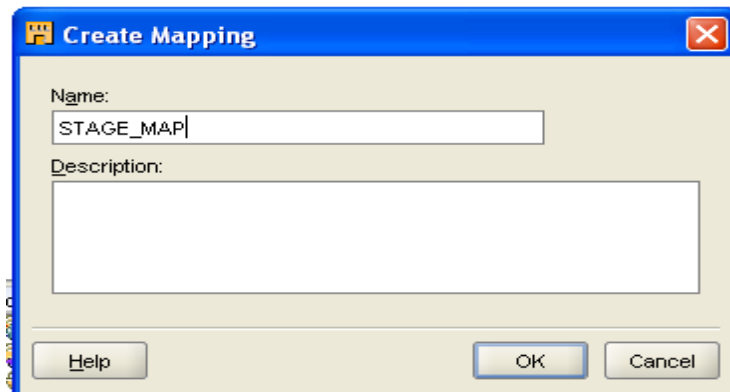 Create Mapping
Name:
STAGE_MAP
Description:
Help
OK
Cancel